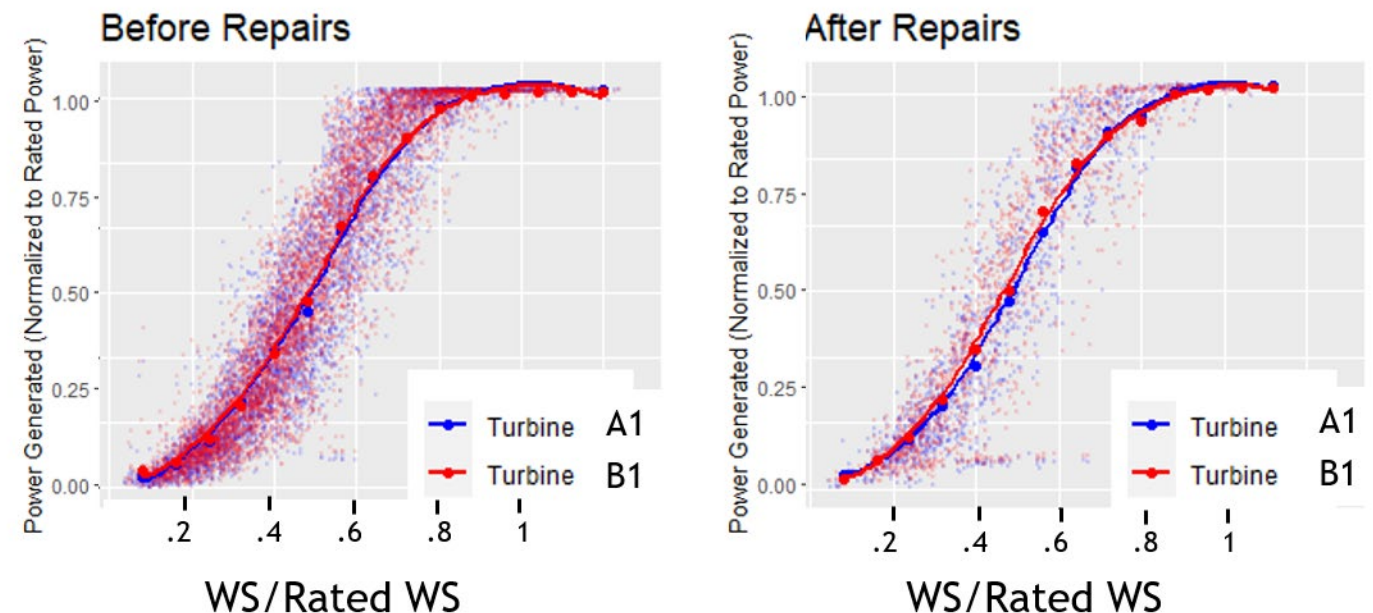 Before Repairs
Power Generated (Normalized to Rated Power)
1.00
0.75
0.50
0.25
0.00
Turbine A1
Turbine B1
.2 .4 .6 .8 1
WS/Rated WS
After Repairs
Power Generated (Normalized to Rated Power)
1.00
0.75
0.50
0.25
0.00
Turbine A1
Turbine B1
.2 .4 .6 .8 1
WS/Rated WS